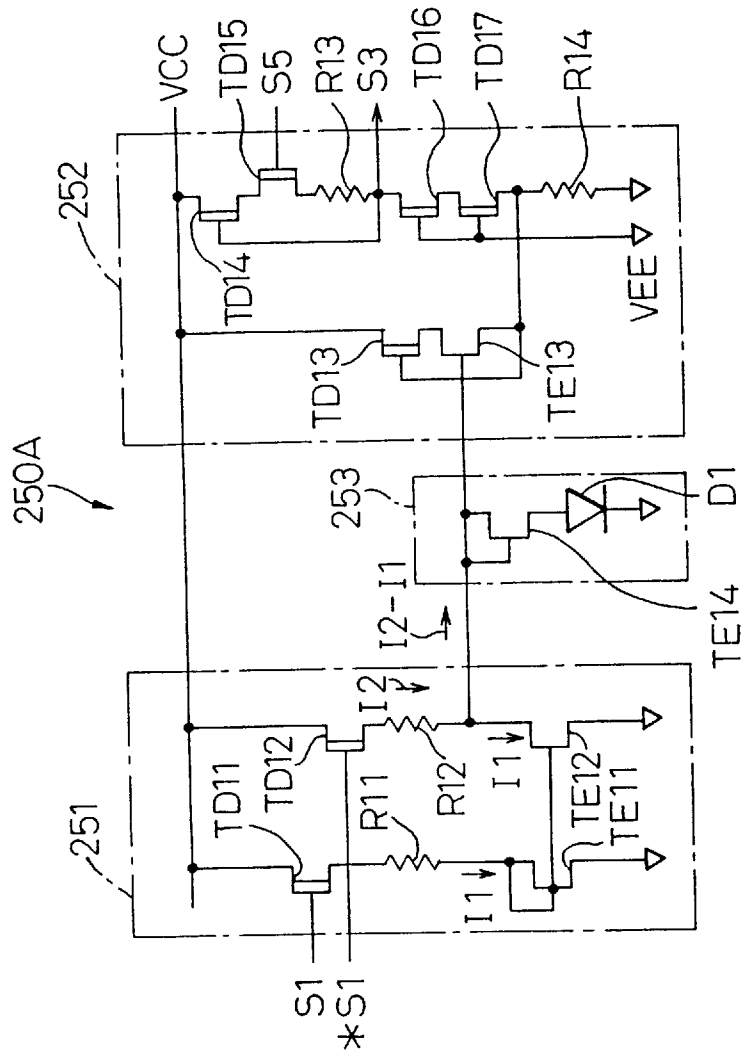 250A
251
252
253
VCC
TD11
TD12
TD13
TD14
TD15
S5
R13
S3
TD16
TD17
R14
VEE
TE13
D1
TE14
I2-I1
I2
R11
R12
I1
I1
TE12
TE11
S1
*S1